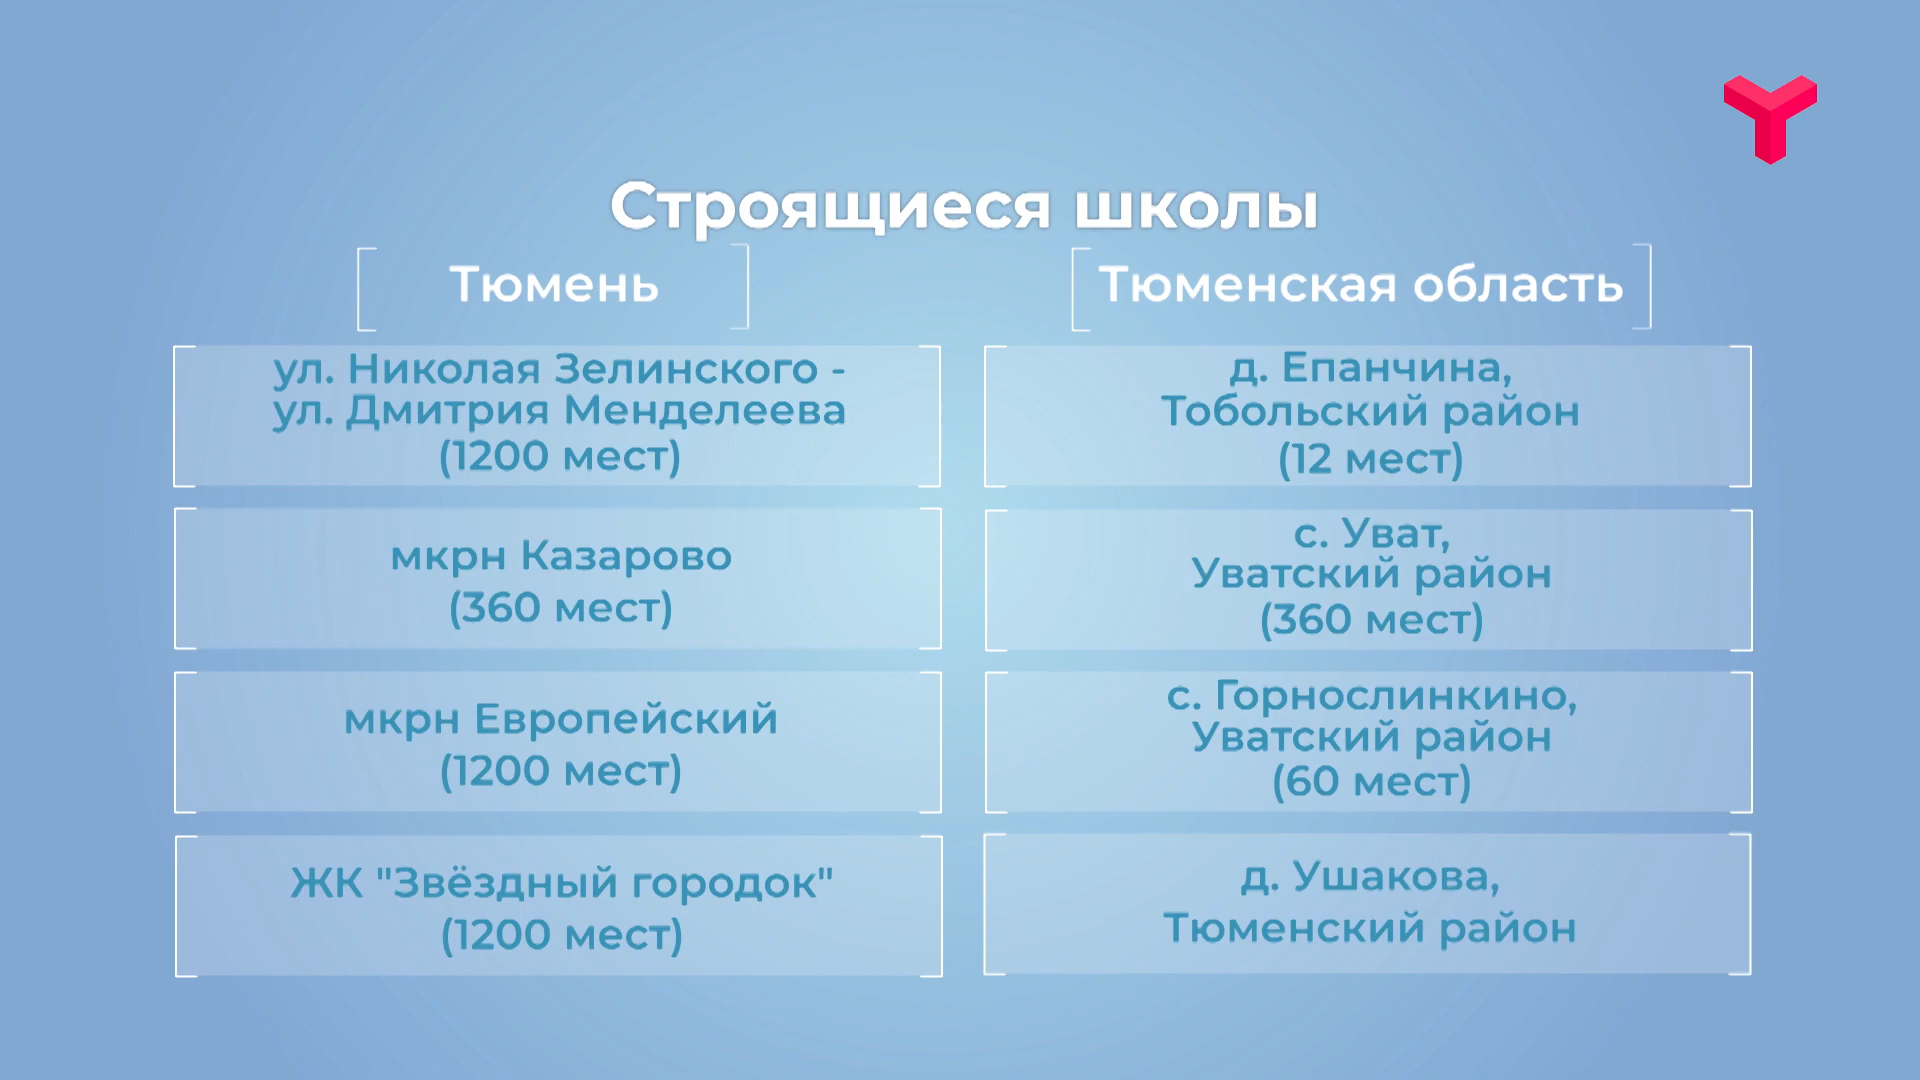 Строящиеся школы
Тюмень
ул. Николая Зелинского -
ул. Дмитрия Менделеева
(1200 мест)
мкрн Казарово
(360 мест)
мкрн Европейский
(1200 мест)
ЖК "Звёздный городок"
(1200 мест)
Тюменская область
д. Епанчина,
Тобольский район
(12 мест)
с. Уват,
Уватский район
(360 мест)
с. Горнослинкино,
Уватский район
(60 мест)
д. Ушакова,
Тюменский район